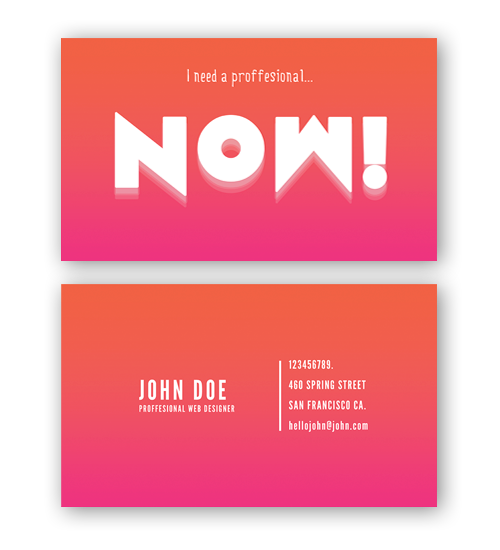 I need a proffesional...
NOW!
JOHN DOE
PROFFESIONAL WEB DESIGNER
123456789.
460 SPRING STREET
SAN FRANCISCO CA.
hellojohn@john.com